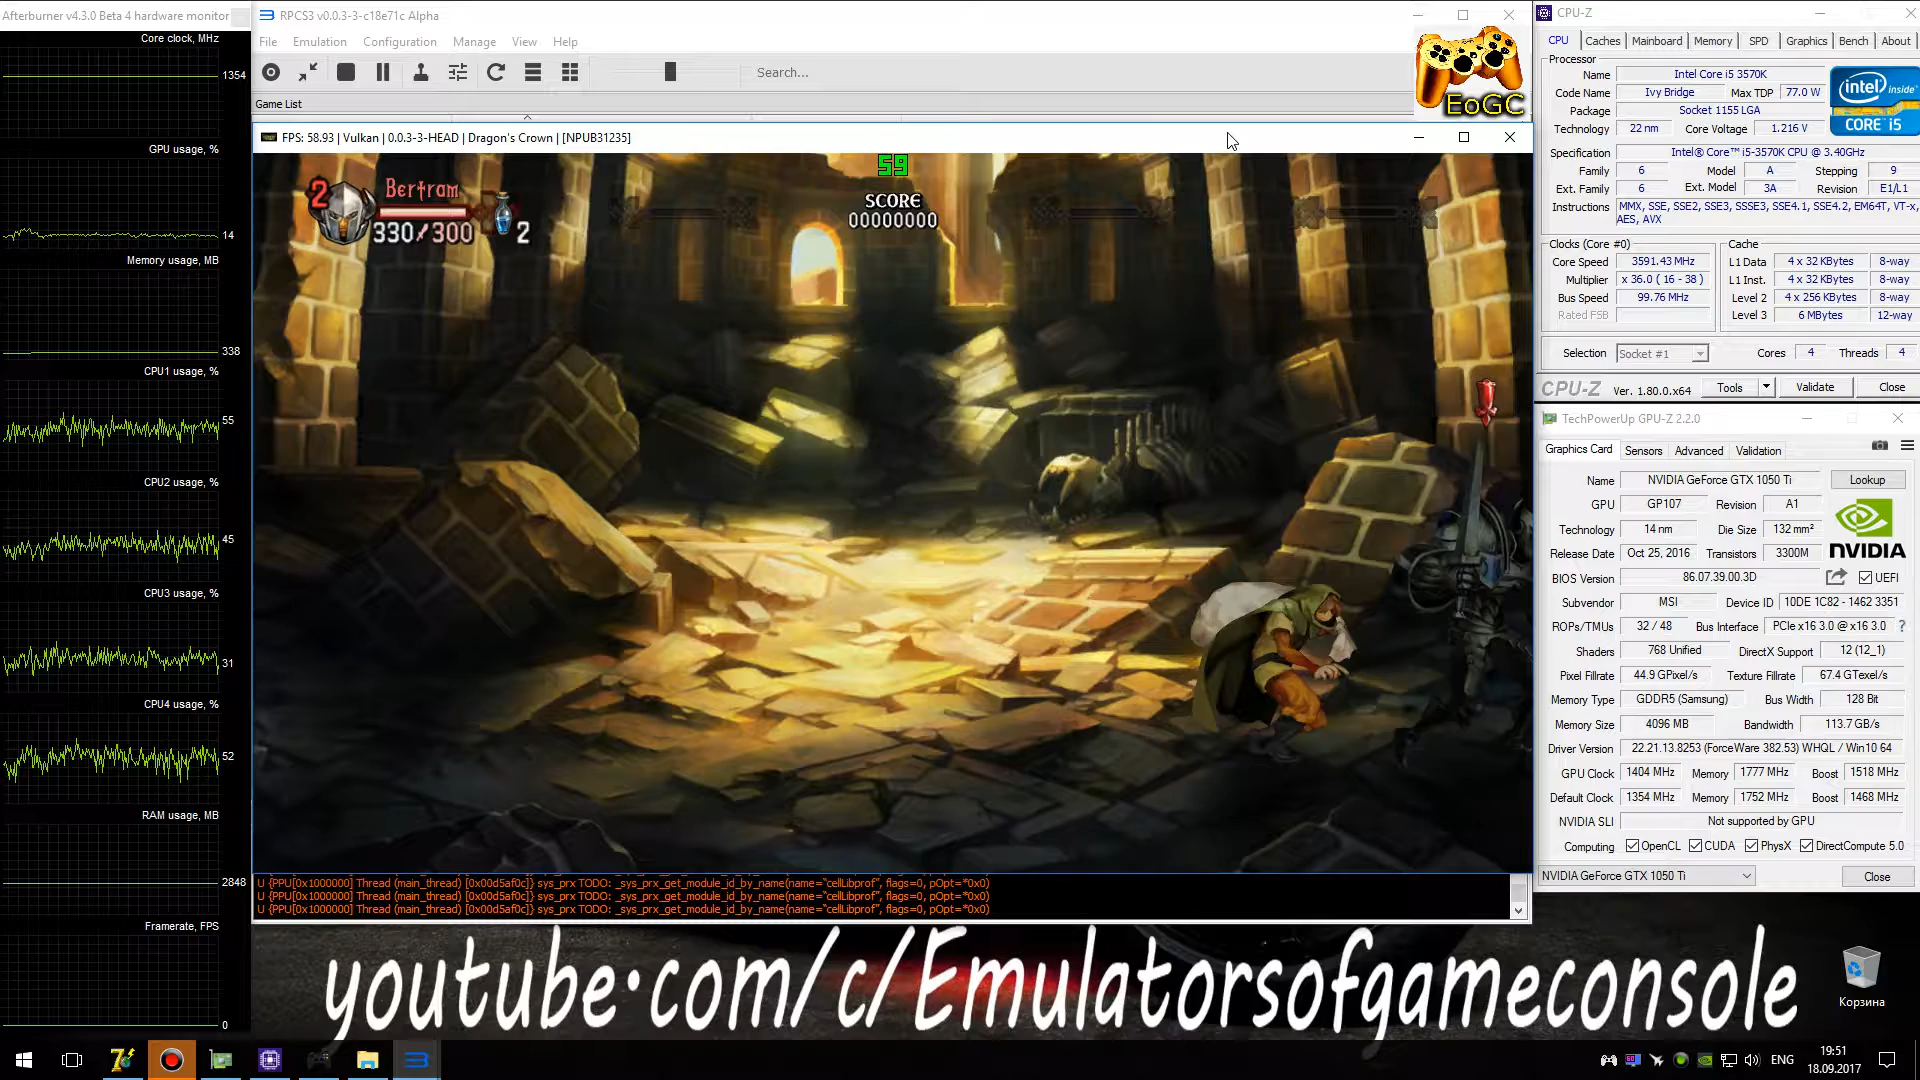 Afterburner v4.3.0 Beta 4 hardware monitor
Core clock, MHz
1354
GPU usage, %
14
Memory usage, MB
338
CPU1 usage, %
55
CPU2 usage, %
45
CPU3 usage, %
31
CPU4 usage, %
52
RAM usage, MB
2848
Framerate, FPS
0
RPCS3 v0.0.3-3-c18e71c Alpha
File Emulation Configuration Manage View Help
Search...
EoGC
Game List
FPS: 58.93 | Vulkan | 0.0.3-3-HEAD | Dragon's Crown | [NPUB31235]
59
2 Bertram
330/300 2
SCORE
00000000
U {PPU[0x1000000] Thread (main_thread) [0x00d5af0c]} sys_prx TODO: _sys_prx_get_module_id_by_name(name="cellLibprof", flags=0, pOpt=*0x0)
U {PPU[0x1000000] Thread (main_thread) [0x00d5af0c]} sys_prx TODO: _sys_prx_get_module_id_by_name(name="cellLibprof", flags=0, pOpt=*0x0)
U {PPU[0x1000000] Thread (main_thread) [0x00d5af0c]} sys_prx TODO: _sys_prx_get_module_id_by_name(name="cellLibprof", flags=0, pOpt=*0x0)
CPU-Z
CPU Caches Mainboard Memory SPD Graphics Bench About
Processor
Name Intel Core i5 3570K
Code Name Ivy Bridge Max TDP 77.0 W
Package Socket 1155 LGA
Technology 22 nm Core Voltage 1.216 V
intel inside
CORE i5
Specification Intel® Core™ i5-3570K CPU @ 3.40GHz
Family 6 Model A Stepping 9
Ext. Family 6 Ext. Model 3A Revision E1/L1
Instructions MMX, SSE, SSE2, SSE3, SSSE3, SSE4.1, SSE4.2, EM64T, VT-x,
AES, AVX
Clocks (Core #0)
Core Speed 3591.43 MHz
Multiplier x 36.0 ( 16 - 38 )
Bus Speed 99.76 MHz
Rated FSB
Cache
L1 Data 4 x 32 KBytes 8-way
L1 Inst. 4 x 32 KBytes 8-way
Level 2 4 x 256 KBytes 8-way
Level 3 6 MBytes 12-way
Selection Socket #1 Cores 4 Threads 4
CPU-Z Ver. 1.80.0.x64 Tools Validate Close
TechPowerUp GPU-Z 2.2.0
Graphics Card Sensors Advanced Validation
Name NVIDIA GeForce GTX 1050 Ti Lookup
GPU GP107 Revision A1
Technology 14 nm Die Size 132 mm²
Release Date Oct 25, 2016 Transistors 3300M
NVIDIA
BIOS Version 86.07.39.00.3D UEFI
Subvendor MSI Device ID 10DE 1C82 - 1462 3351
ROPs/TMUs 32 / 48 Bus Interface PCIe x16 3.0 @ x16 3.0 ?
Shaders 768 Unified DirectX Support 12 (12_1)
Pixel Fillrate 44.9 GPixel/s Texture Fillrate 67.4 GTexel/s
Memory Type GDDR5 (Samsung) Bus Width 128 Bit
Memory Size 4096 MB Bandwidth 113.7 GB/s
Driver Version 22.21.13.8253 (ForceWare 382.53) WHQL / Win10 64
GPU Clock 1404 MHz Memory 1777 MHz Boost 1518 MHz
Default Clock 1354 MHz Memory 1752 MHz Boost 1468 MHz
NVIDIA SLI Not supported by GPU
Computing OpenCL CUDA PhysX DirectCompute 5.0
NVIDIA GeForce GTX 1050 Ti Close
youtube.com/c/Emulatorsofgameconsole
Корзина
ENG
19:51
18.09.2017